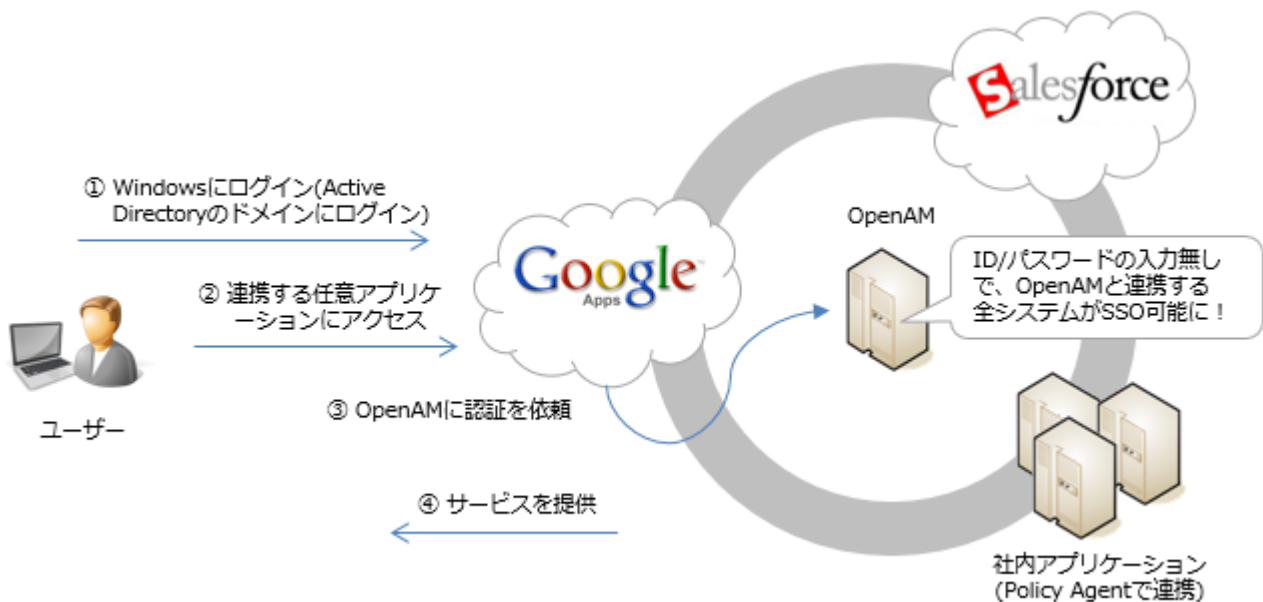 salesforce
① Windowsにログイン(Active
Directoryのドメインにログイン)
OpenAM
Google™
Apps
ID/パスワードの入力無し
で、OpenAMと連携する
全システムがSSO可能に！
② 連携する任意アプリケ
ーションにアクセス
③ OpenAMに認証を依頼
ユーザー
④ サービスを提供
社内アプリケーション
(Policy Agentで連携)